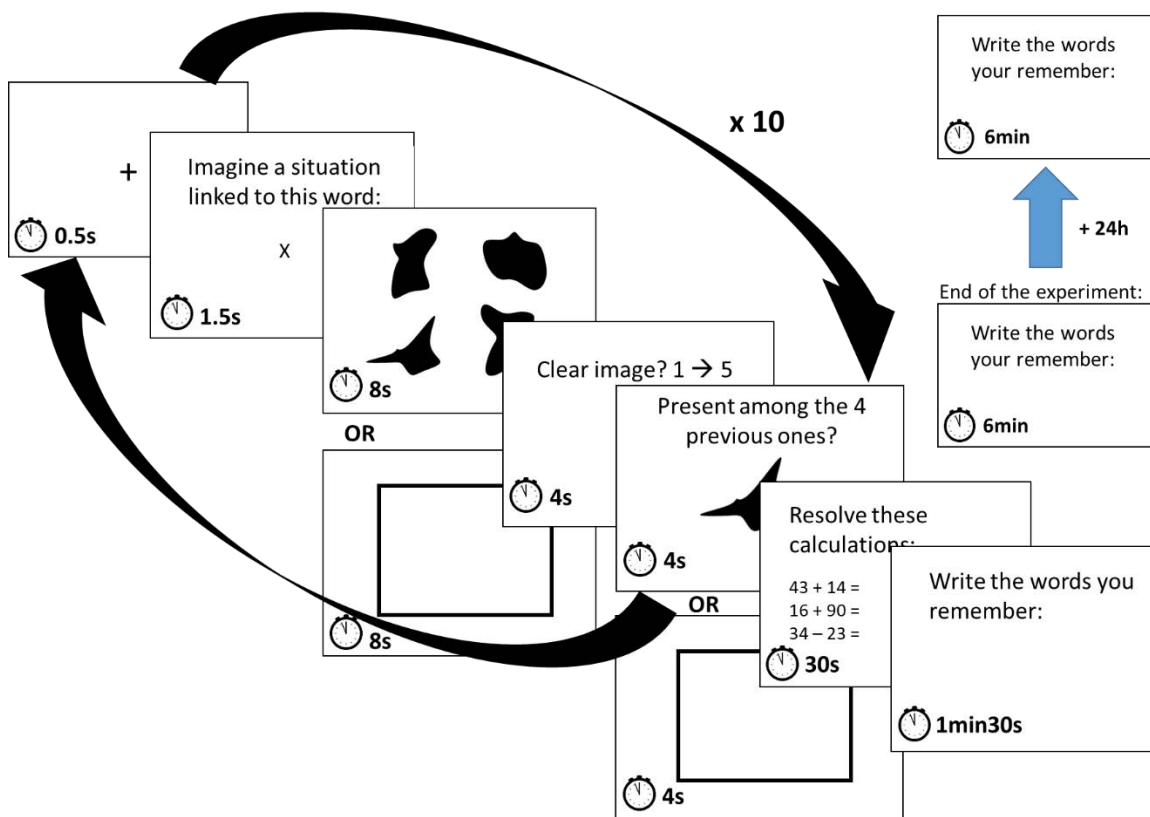 +
0.5s
Imagine a situation
linked to this word:
X
1.5s
8s
OR
8s
Clear image? 1 → 5
4s
Present among the 4
previous ones?
4s
OR
4s
Resolve these
calculations:
43 + 14 =
16 + 90 =
34 – 23 =
30s
Write the words you
remember:
1min30s
x 10
Write the words
your remember:
6min
+ 24h
End of the experiment:
Write the words
your remember:
6min